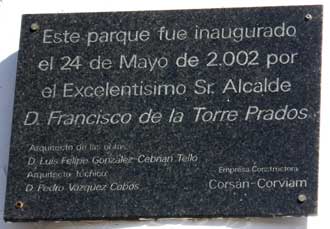 Este parque fue inaugurado
el 24 de Mayo de 2.002 por
el Excelentisimo Sr. Alcalde
D. Francisco de la Torre Prados
Arquitecto de las obras
D. Luis Felipe González-Cebrián Tello
Arquitecto técnico
D. Pedro Vázquez Cobos
Empresa Constructora
Corsán-Corviam